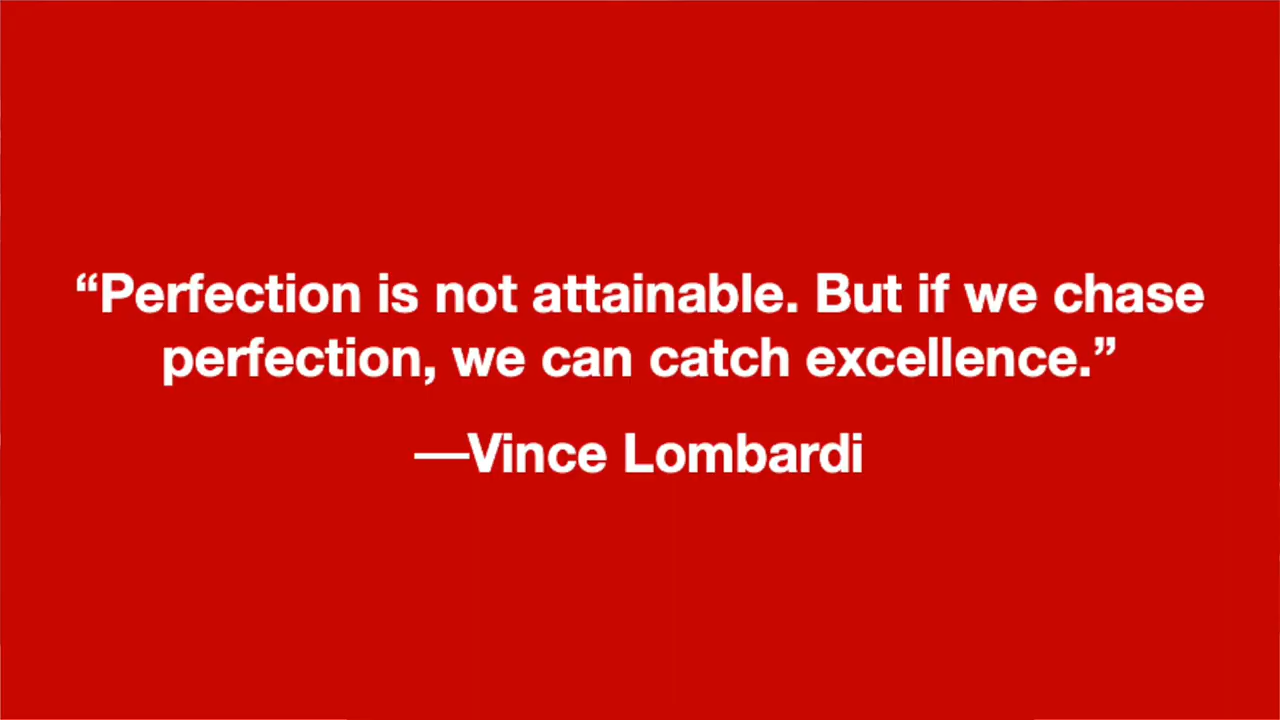 “Perfection is not attainable. But if we chase
perfection, we can catch excellence.”
—Vince Lombardi